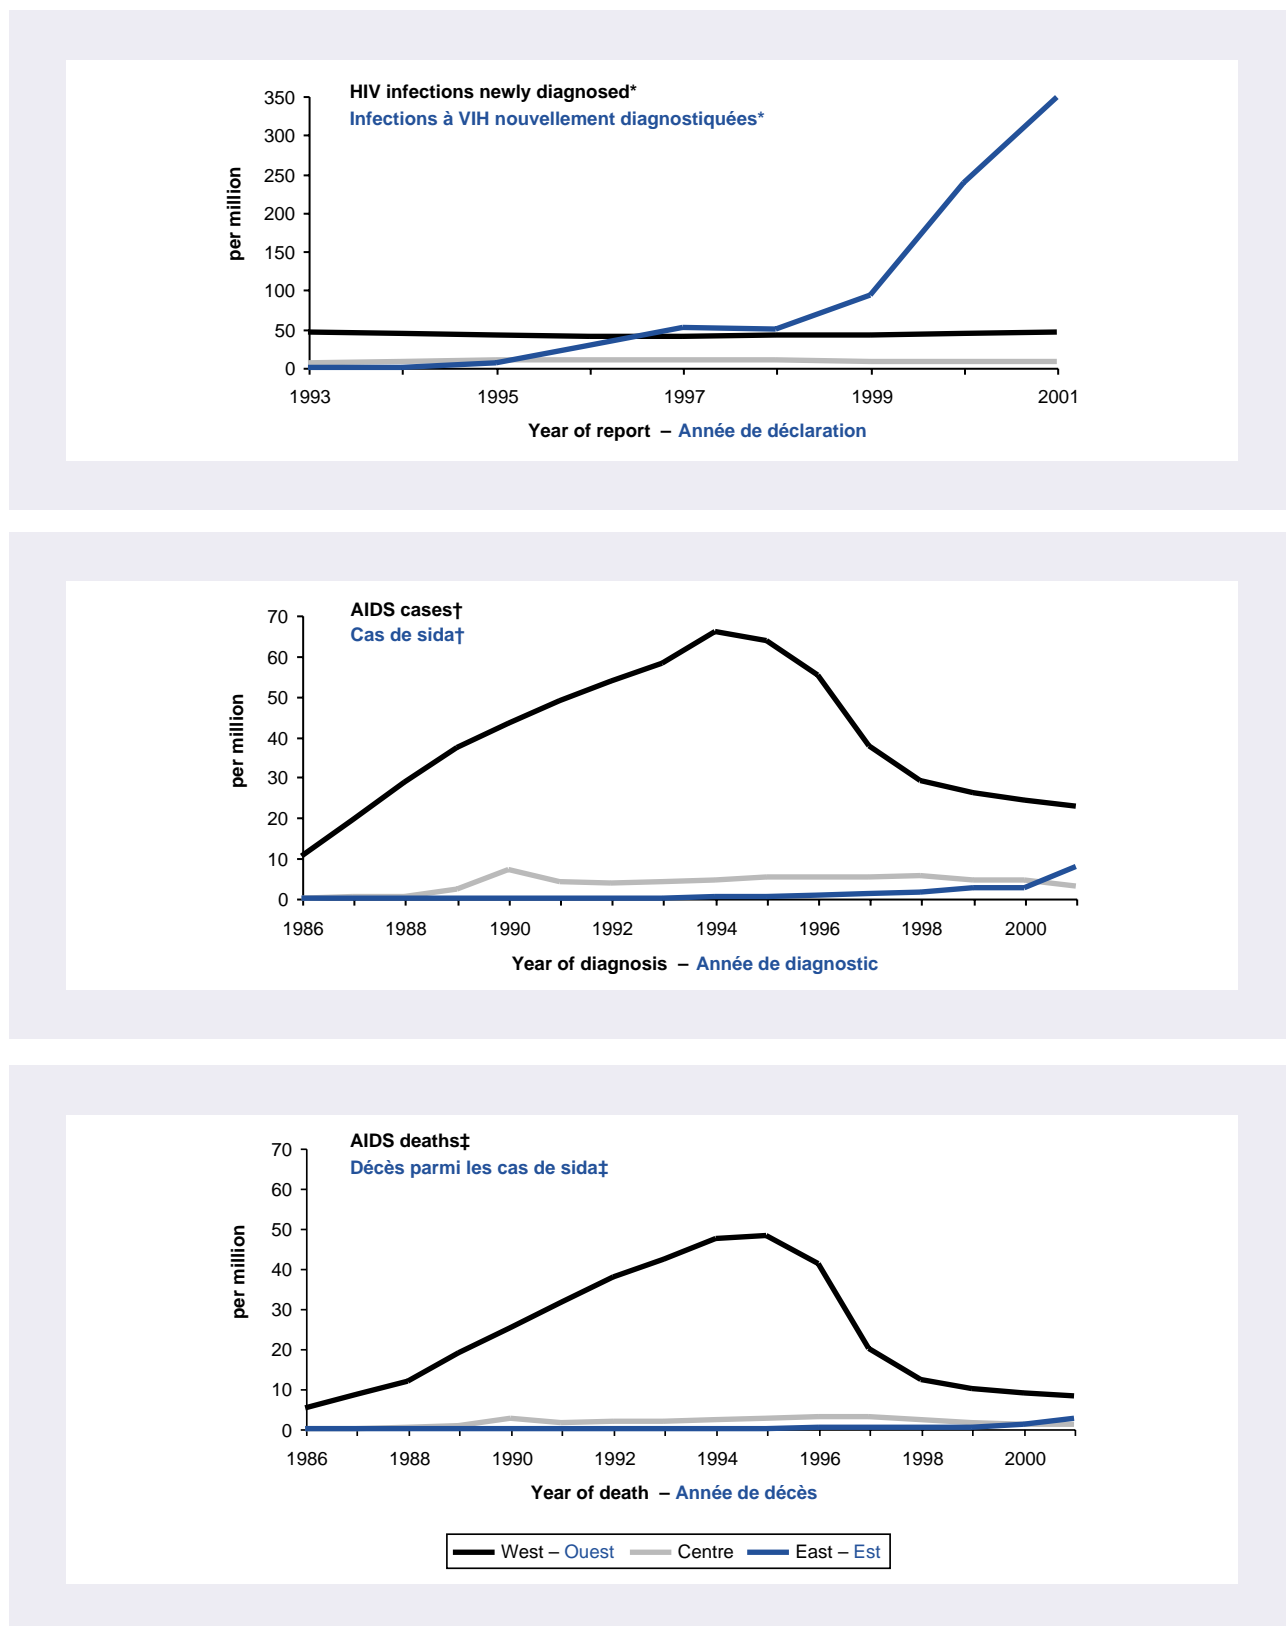 HIV infections newly diagnosed*
Infections à VIH nouvellement diagnostiquées*
per million
350
300
250
200
150
100
50
0
1993 1995 1997 1999 2001
Year of report – Année de déclaration
AIDS cases†
Cas de sida†
per million
70
60
50
40
30
20
10
0
1986 1988 1990 1992 1994 1996 1998 2000
Year of diagnosis – Année de diagnostic
AIDS deaths‡
Décès parmi les cas de sida‡
per million
70
60
50
40
30
20
10
0
1986 1988 1990 1992 1994 1996 1998 2000
Year of death – Année de décès
West – Ouest Centre East – Est